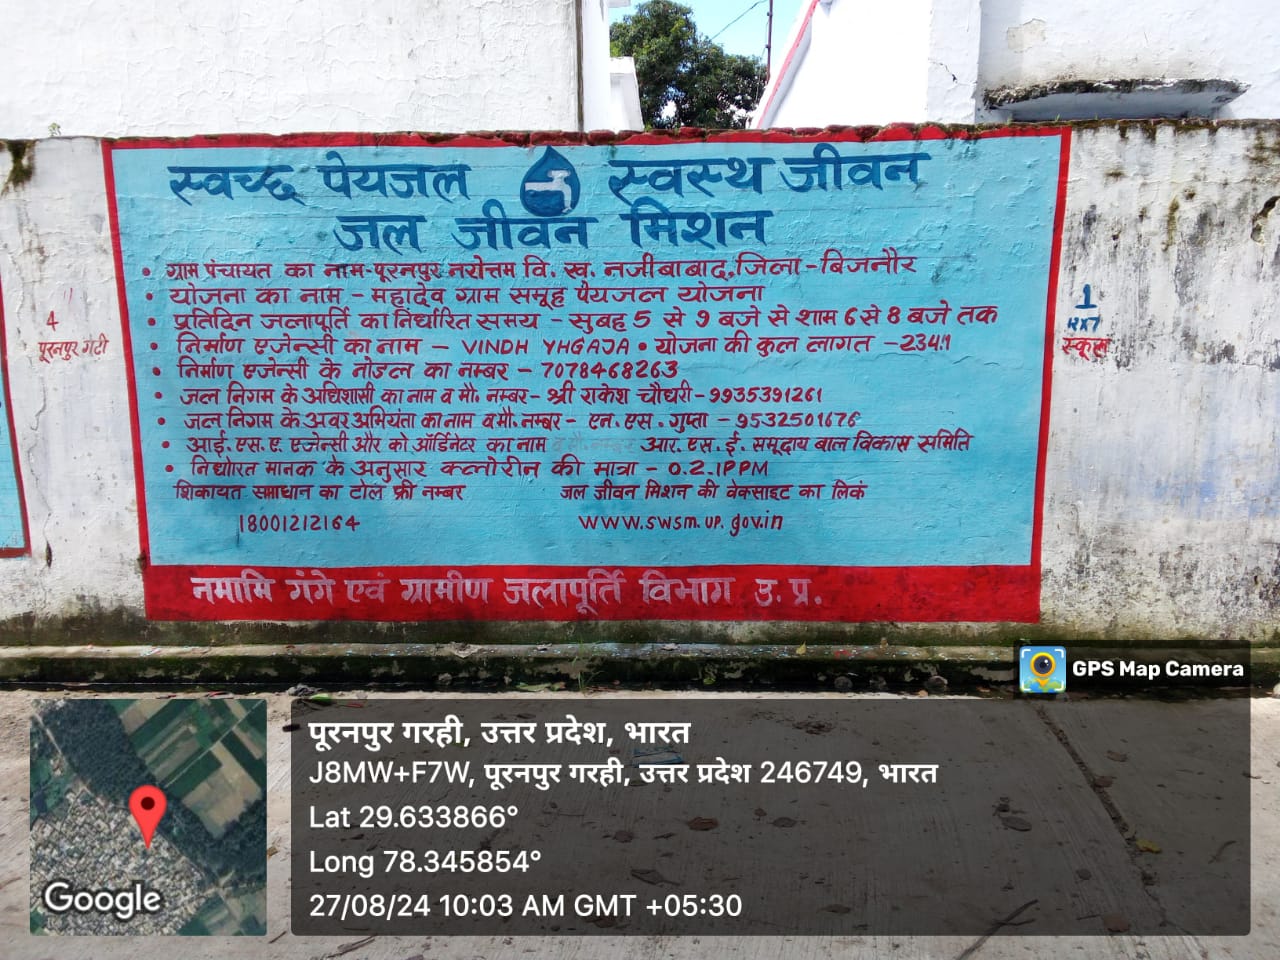 स्वच्छ पेयजल स्वस्थ जीवन
जल जीवन मिशन
• ग्राम पंचायत का नाम-पूरनपुर नरोत्तम वि. ख. नजीबाबाद, जिला-बिजनौर
• योजना का नाम - महादेव ग्राम समूह पेयजल योजना
• प्रतिदिन जलापूर्ति का निर्धारित समय - सुबह 5 से 9 बजे से शाम 6 से 8 बजे तक
• निर्माण एजेन्सी का नाम - VINDH YHGAJA • योजना की कुल लागत -234.1
• निर्माण एजेन्सी के नोडल का नम्बर - 7078468263
• जल निगम के अधिशासी का नाम व मौ. नम्बर- श्री राकेश चौधरी-9935391261
• जल निगम के अवर अभियंता का नाम व मौ. नम्बर- एन. एस. गुप्ता - 9532501676
• आई. एस. ए. एजेन्सी और को ऑर्डिनेटर का नाम व मौ. नम्बर आर. एस. ई. समूदाय बाल विकास समिति
• निर्धारित मानक के अनुसार क्लोरीन की मात्रा - 0.2.1PPM
शिकायत समाधान का टोल फ्री नम्बर जल जीवन मिशन की वेबसाइट का लिकं
18001212164 www.swsm.up.gov.in
नमामि गंगे एवं ग्रामीण जलापूर्ति विभाग उ. प्र.
4
पूरनपुर गढी
1
4x7
स्कूल
GPS Map Camera
पूरनपुर गरही, उत्तर प्रदेश, भारत
J8MW+F7W, पूरनपुर गरही, उत्तर प्रदेश 246749, भारत
Lat 29.633866°
Long 78.345854°
27/08/24 10:03 AM GMT +05:30
Google